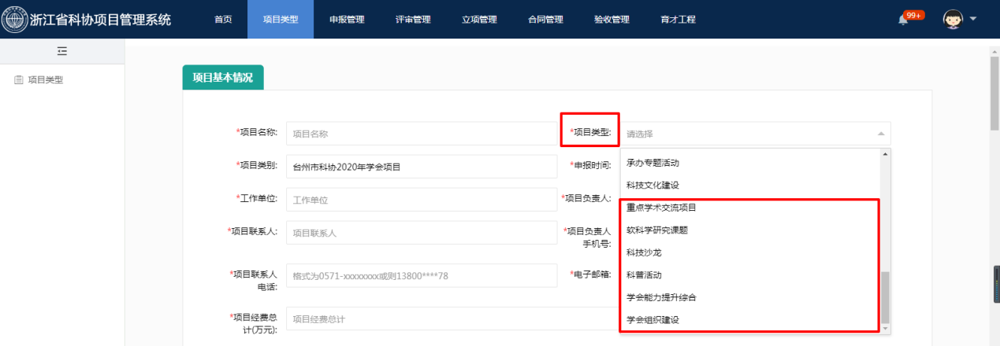 浙江省科协项目管理系统
首页
项目类型
申报管理
评审管理
立项管理
合同管理
验收管理
育才工程
99+
项目类型
项目基本情况
*项目名称:
项目名称
*项目类型:
请选择
*项目类别:
台州市科协2020年学会项目
*申报时间:
承办专题活动
科技文化建设
*工作单位:
工作单位
*项目负责人:
重点学术交流项目
*项目联系人:
项目联系人
*项目负责人
手机号:
软科学研究课题
科技沙龙
*项目联系人
电话:
格式为0571-xxxxxxxx或则13800****78
*电子邮箱:
科普活动
学会能力提升综合
*项目经费总
计(万元):
项目经费总计
学会组织建设